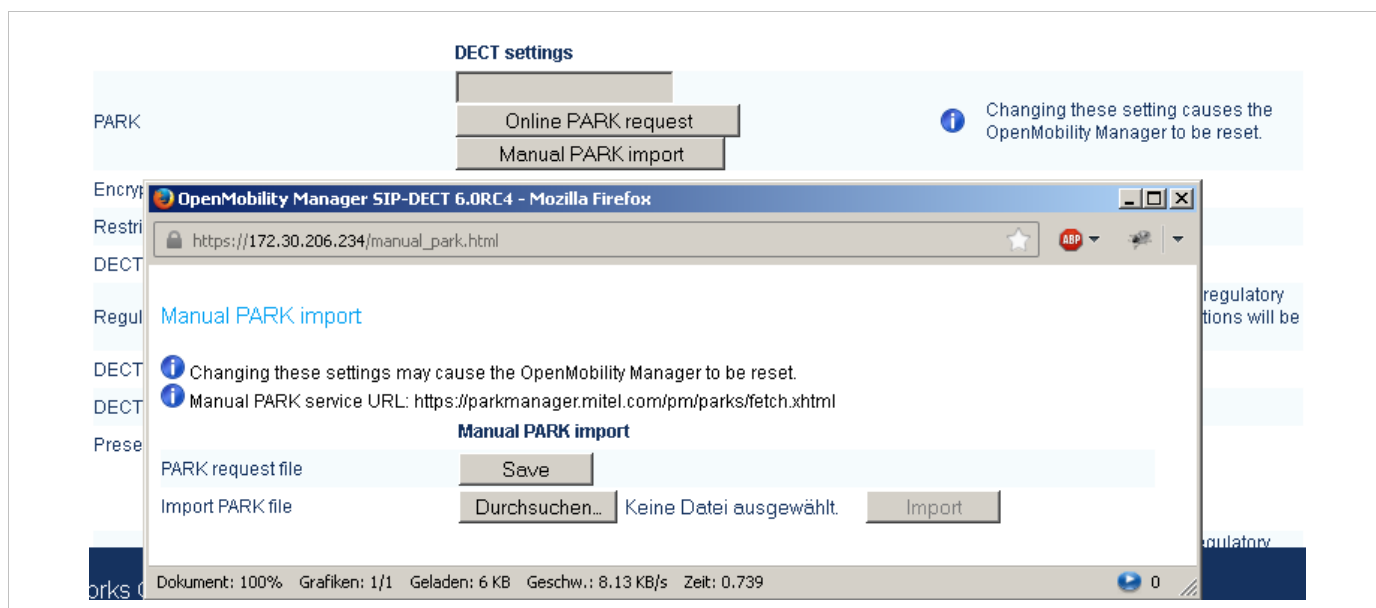 DECT settings
PARK
Online PARK request
Manual PARK import
Changing these setting causes the
OpenMobility Manager to be reset.
Encryp
Restri
DECT
Regul
DECT
DECT
Prese
OpenMobility Manager SIP-DECT 6.0RC4 - Mozilla Firefox
https://172.30.206.234/manual_park.html
ABP
Manual PARK import
Changing these settings may cause the OpenMobility Manager to be reset.
Manual PARK service URL: https://parkmanager.mitel.com/pm/parks/fetch.xhtml
Manual PARK import
PARK request file
Save
Import PARK file
Durchsuchen... Keine Datei ausgewählt. Import
Dokument: 100% Grafiken: 1/1 Geladen: 6 KB Geschw.: 8.13 KB/s Zeit: 0.739
0
regulatory
tions will be
egulatory
orks